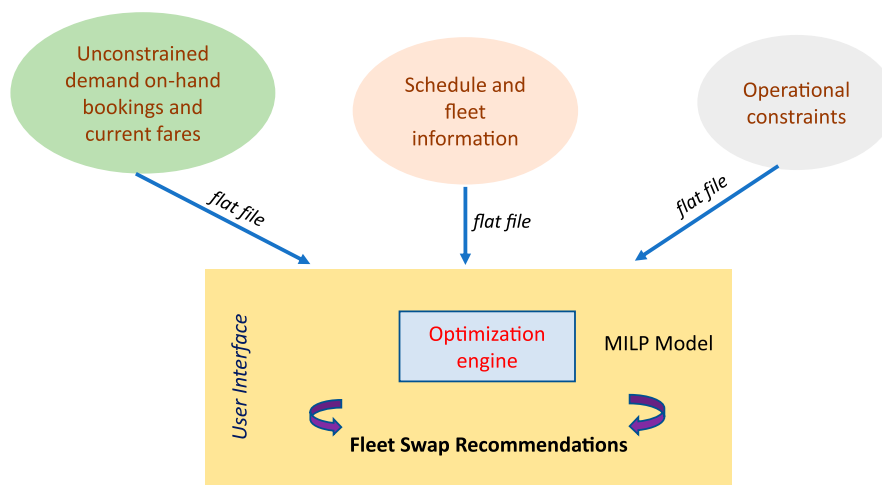 Unconstrained
demand on-hand
bookings and
current fares
Schedule and
fleet
information
Operational
constraints
flat file
flat file
flat file
User Interface
Optimization
engine
MILP Model
Fleet Swap Recommendations